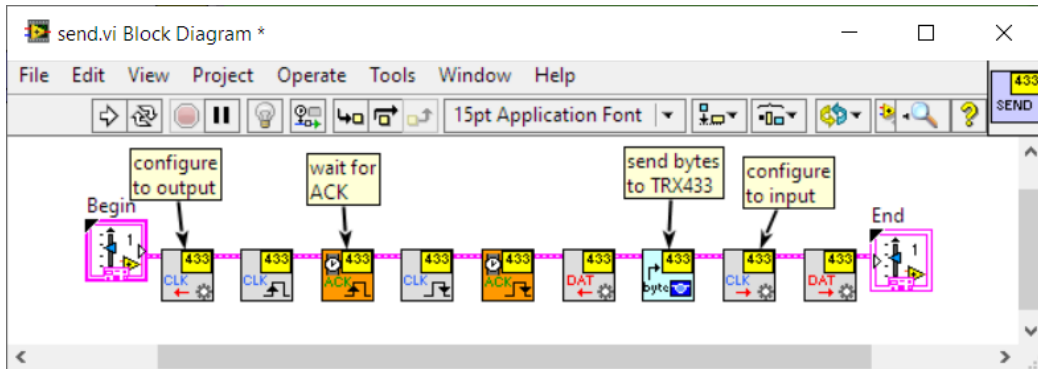 send.vi Block Diagram *
File Edit View Project Operate Tools Window Help
433
SEND
15pt Application Font
configure
to output
wait for
ACK
send bytes
to TRX433
configure
to input
Begin
End
1
433
CLK
433
CLK
433
ACK
433
CLK
433
ACK
433
DAT
433
byte
433
CLK
433
DAT
1